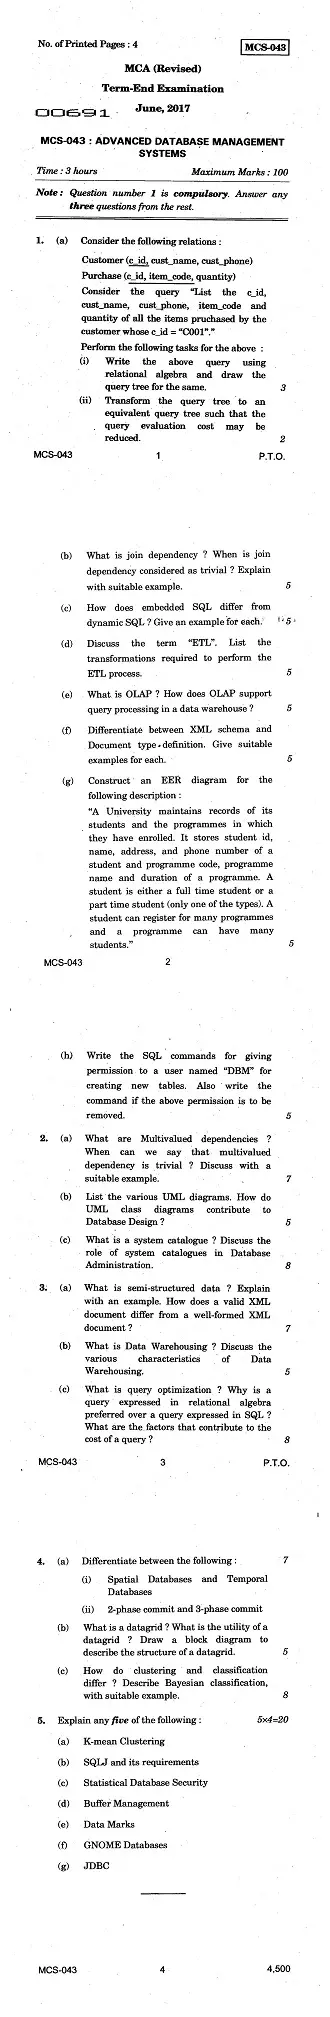 No. of Printed Pages : 4
MCS-043
MCA (Revised)
Term-End Examination
00691
June, 2017
MCS-043 : ADVANCED DATABASE MANAGEMENT
SYSTEMS
Time : 3 hours
Maximum Marks : 100
Note : Question number 1 is compulsory. Answer any
three questions from the rest.
1. (a) Consider the following relations :
Customer (c_id, cust_name, cust_phone)
Purchase (c_id, item_code, quantity)
Consider the query "List the c_id,
cust_name, cust_phone, item_code and
quantity of all the items pruchased by the
customer whose c_id = "C001"."
Perform the following tasks for the above :
(i) Write the above query using
relational algebra and draw the
query tree for the same. 3
(ii) Transform the query tree to an
equivalent query tree such that the
query evaluation cost may be
reduced. 2
MCS-043 1 P.T.O.
(b) What is join dependency ? When is join
dependency considered as trivial ? Explain
with suitable example. 5
(c) How does embedded SQL differ from
dynamic SQL ? Give an example for each. 5
(d) Discuss the term "ETL". List the
transformations required to perform the
ETL process. 5
(e) What is OLAP ? How does OLAP support
query processing in a data warehouse ? 5
(f) Differentiate between XML schema and
Document type-definition. Give suitable
examples for each. 5
(g) Construct an EER diagram for the
following description :
"A University maintains records of its
students and the programmes in which
they have enrolled. It stores student id,
name, address, and phone number of a
student and programme code, programme
name and duration of a programme. A
student is either a full time student or a
part time student (only one of the types). A
student can register for many programmes
and a programme can have many
students." 5
MCS-043 2
(h) Write the SQL commands for giving
permission to a user named "DBM" for
creating new tables. Also write the
command if the above permission is to be
removed. 5
2. (a) What are Multivalued dependencies ?
When can we say that multivalued
dependency is trivial ? Discuss with a
suitable example. 7
(b) List the various UML diagrams. How do
UML class diagrams contribute to
Database Design ? 5
(c) What is a system catalogue ? Discuss the
role of system catalogues in Database
Administration. 8
3. (a) What is semi-structured data ? Explain
with an example. How does a valid XML
document differ from a well-formed XML
document ? 7
(b) What is Data Warehousing ? Discuss the
various characteristics of Data
Warehousing. 5
(c) What is query optimization ? Why is a
query expressed in relational algebra
preferred over a query expressed in SQL ?
What are the factors that contribute to the
cost of a query ? 8
MCS-043 3 P.T.O.
4. (a) Differentiate between the following : 7
(i) Spatial Databases and Temporal
Databases
(ii) 2-phase commit and 3-phase commit
(b) What is a datagrid ? What is the utility of a
datagrid ? Draw a block diagram to
describe the structure of a datagrid. 5
(c) How do clustering and classification
differ ? Describe Bayesian classification,
with suitable example. 8
5. Explain any five of the following : 5×4=20
(a) K-mean Clustering
(b) SQLJ and its requirements
(c) Statistical Database Security
(d) Buffer Management
(e) Data Marks
(f) GNOME Databases
(g) JDBC
MCS-043 4 4,500